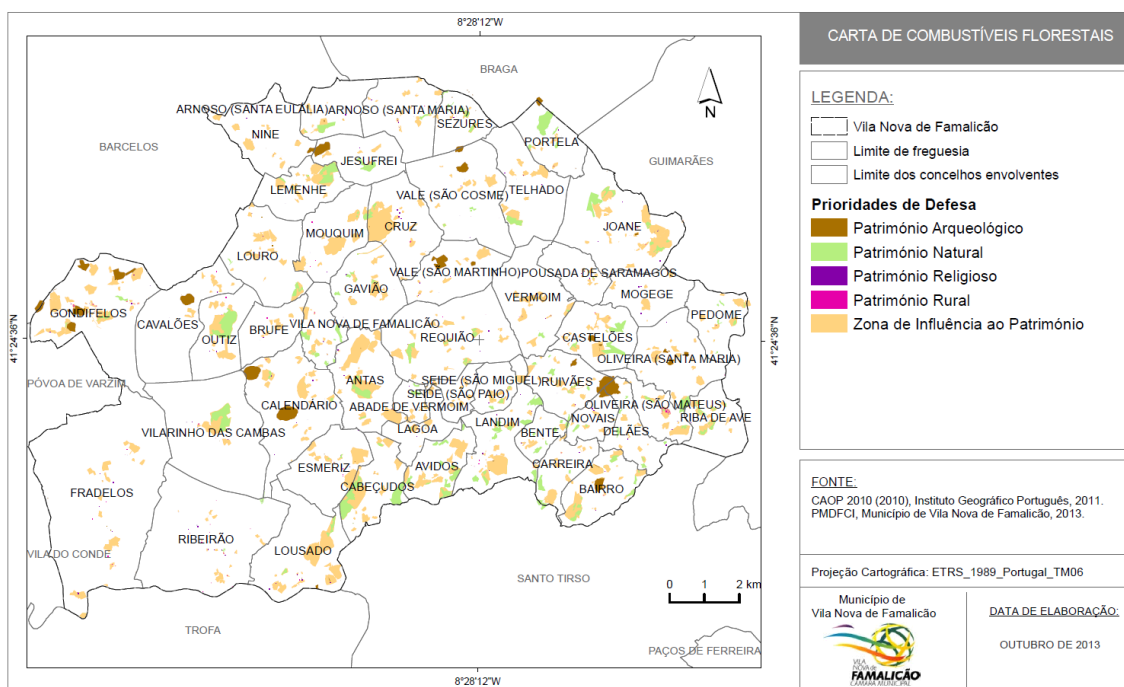 8°28'12"W
CARTA DE COMBUSTÍVEIS FLORESTAIS
BRAGA
N
ARNOSO (SANTA EULÁLIA)
ARNOSO (SANTA MARIA)
SEZURES
NINE
PORTELA
BARCELOS
GUIMARÃES
JESUFREI
LEMENHE
VALE (SÃO COSME)
TELHADO
CRUZ
JOANE
MOUQUIM
LOURO
VALE (SÃO MARTINHO)
POUSADA DE SARAMAGOS
GAVIÃO
VERMOIM
MOGEGE
GONDIFELOS
CAVALÕES
PEDOME
BRUFE
VILA NOVA DE FAMALICÃO
OUTIZ
REQUIÃO
CASTELÕES
41°24'36"N
41°24'36"N
OLIVEIRA (SANTA MARIA)
PÓVOA DE VARZIM
ANTAS
SEIDE (SÃO MIGUEL)
RUIVÃES
SEIDE (SÃO PAIO)
CALENDÁRIO
ABADE DE VERMOIM
OLIVEIRA (SÃO MATEUS)
NOVAIS
RIBA DE AVE
LANDIM
LAGOA
VILARINHO DAS CAMBAS
BENTE
DELÃES
ESMERIZ
AVIDOS
CARREIRA
CABEÇUDOS
BAIRRO
FRADELOS
RIBEIRÃO
LOUSADO
VILA DO CONDE
SANTO TIRSO
0 1 2 km
TROFA
PAÇOS DE FERREIRA
8°28'12"W
LEGENDA:
Vila Nova de Famalicão
Limite de freguesia
Limite dos concelhos envolventes
Prioridades de Defesa
Património Arqueológico
Património Natural
Património Religioso
Património Rural
Zona de Influência ao Património
FONTE:
CAOP 2010 (2010), Instituto Geográfico Português, 2011.
PMDFCI, Município de Vila Nova de Famalicão, 2013.
Projeção Cartográfica: ETRS_1989_Portugal_TM06
Município de
Vila Nova de Famalicão
VILA
NOVA de
FAMALICÃO
CÂMARA MUNICIPAL
DATA DE ELABORAÇÃO:
OUTUBRO DE 2013